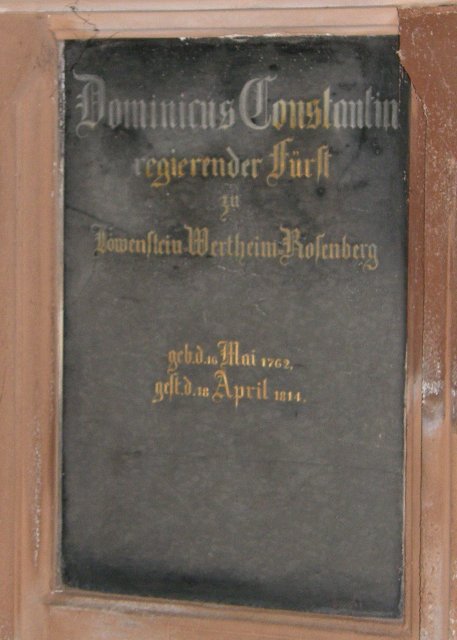 Dominicus Constantin
regierender Fürst
zu
Löwenstein Wertheim Rosenberg
geb.d.16 Mai 1762,
gest.d.18 April 1814.